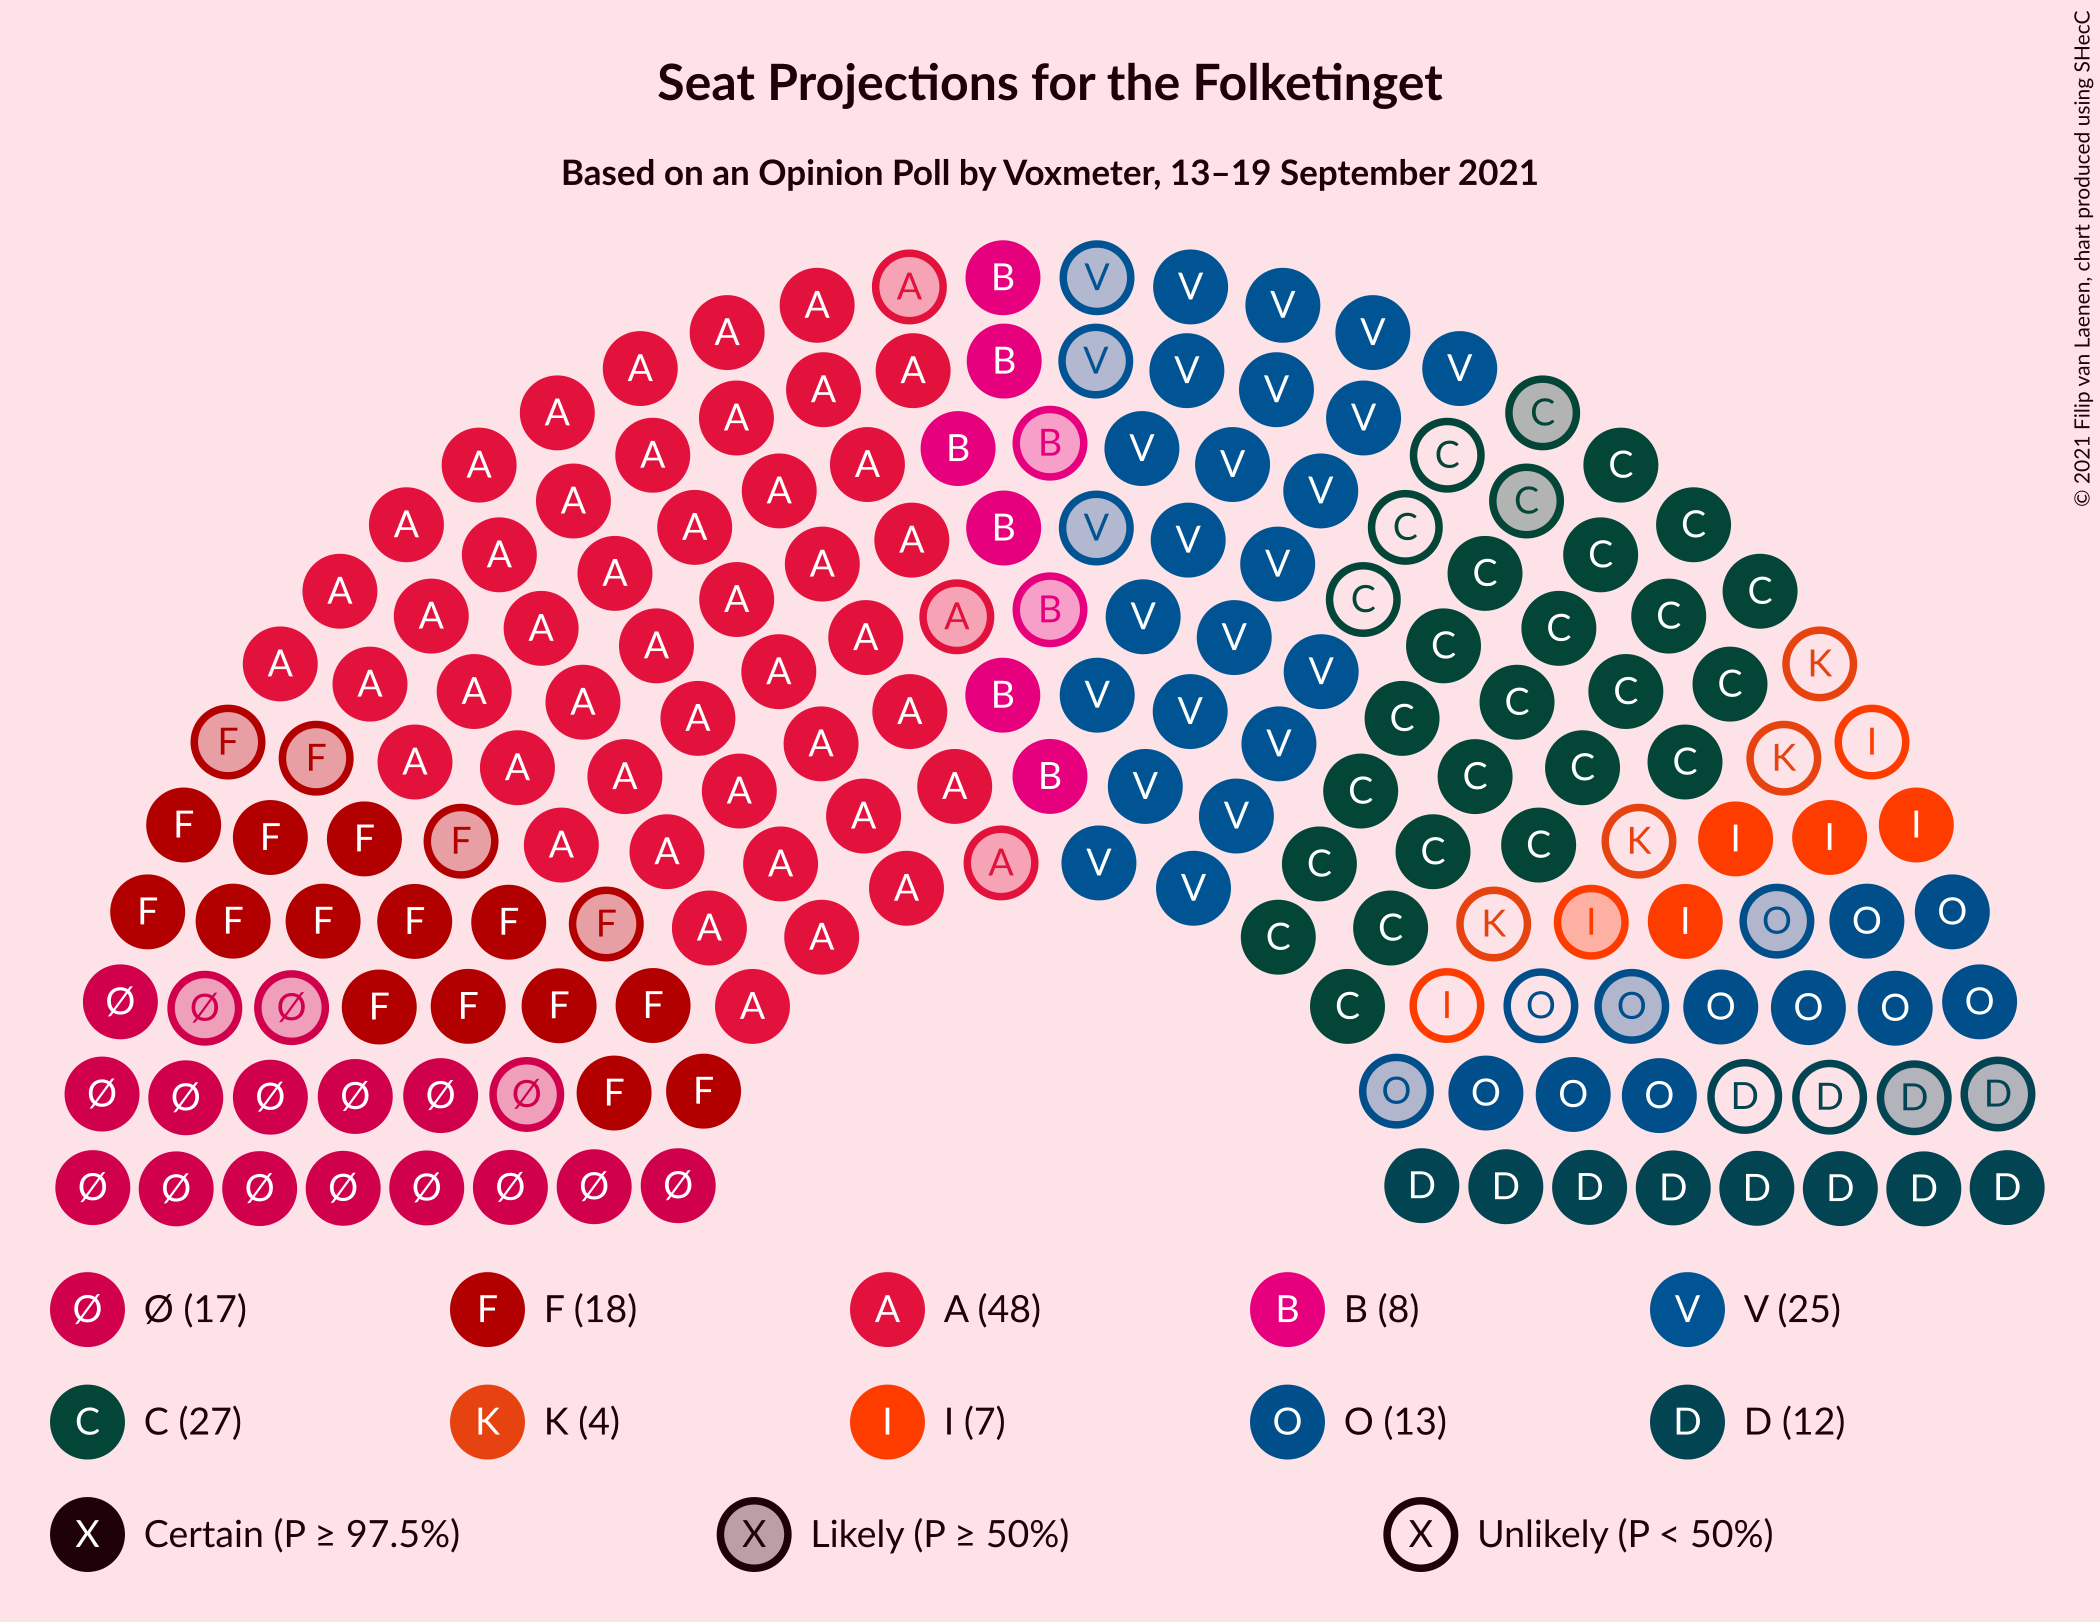 Seat Projections for the Folketinget
Based on an Opinion Poll by Voxmeter, 13–19 September 2021
© 2021 Filip van Laenen, chart produced using SHecC
B V
A V
A V
A V
A V
A C
A B V C
A A V C
A A V C
A A V C
A A C K
A A C I
F A B B V C C I
F A A V C O
Ø A A V C O
Ø A A C C D
Ø F A B V K D
Ø Ø Ø F F F A A A A A A A A A B V V V C C C C C I I O O O O O O D D D D D D D D D D D
Ø (17)
F (18)
A (48)
B (8)
V (25)
C (27)
K (4)
I (7)
O (13)
D (12)
X Certain (P ≥ 97.5%)
X Likely (P ≥ 50%)
X Unlikely (P < 50%)